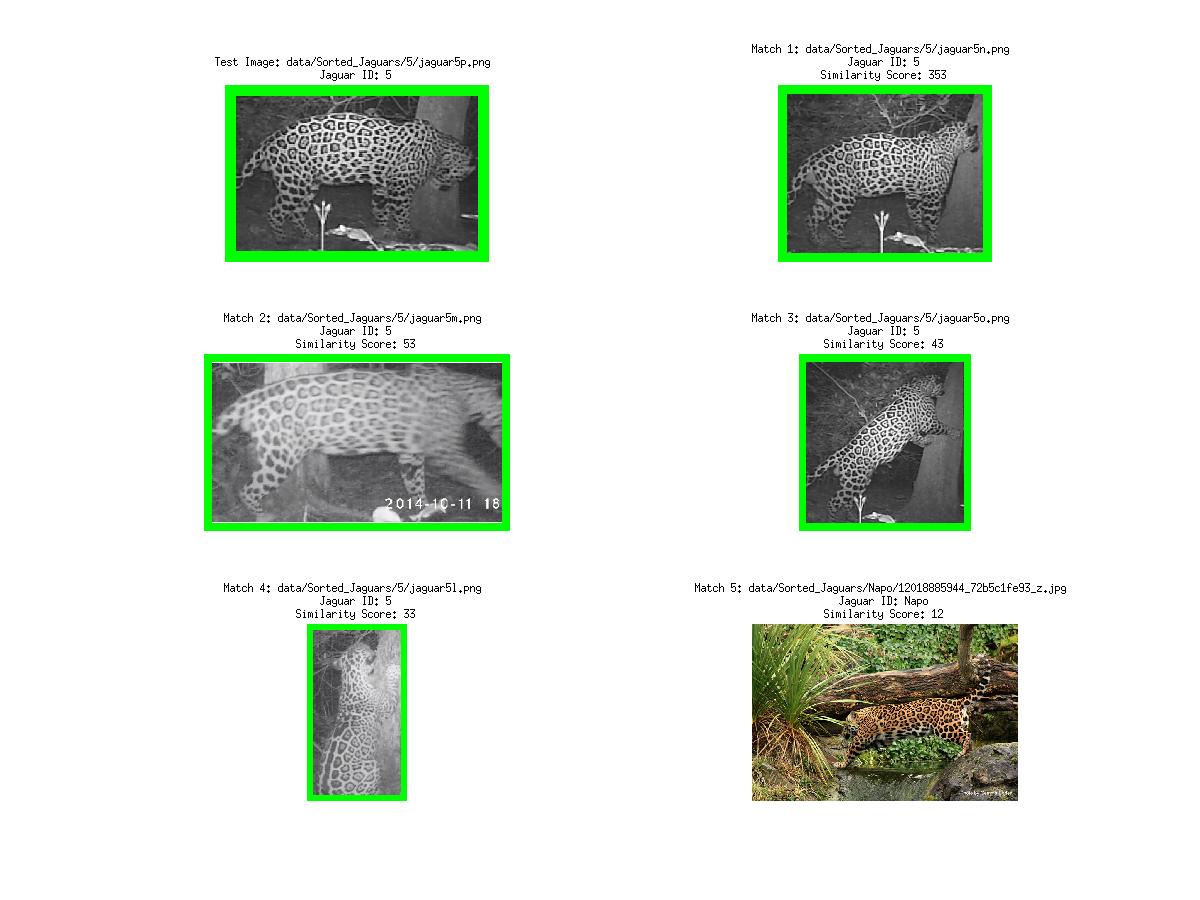 Test Image: data/Sorted_Jaguars/5/jaguar5p.png
Jaguar ID: 5
Match 1: data/Sorted_Jaguars/5/jaguar5n.png
Jaguar ID: 5
Similarity Score: 353
Match 2: data/Sorted_Jaguars/5/jaguar5m.png
Jaguar ID: 5
Similarity Score: 53
2014-10-11 18
Match 3: data/Sorted_Jaguars/5/jaguar5o.png
Jaguar ID: 5
Similarity Score: 43
Match 4: data/Sorted_Jaguars/5/jaguar5l.png
Jaguar ID: 5
Similarity Score: 33
Match 5: data/Sorted_Jaguars/Napo/12018885944_72b5c1fe93_z.jpg
Jaguar ID: Napo
Similarity Score: 12